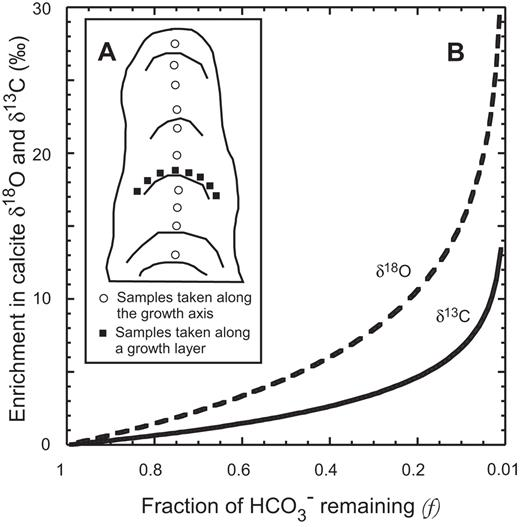 Enrichment in calcite δ18O and δ13C (‰)
30
20
10
0
A
B
○ Samples taken along
the growth axis
■ Samples taken along
a growth layer
δ18O
δ13C
1
0.8
0.6
0.4
0.2
0.01
Fraction of HCO3- remaining (f)